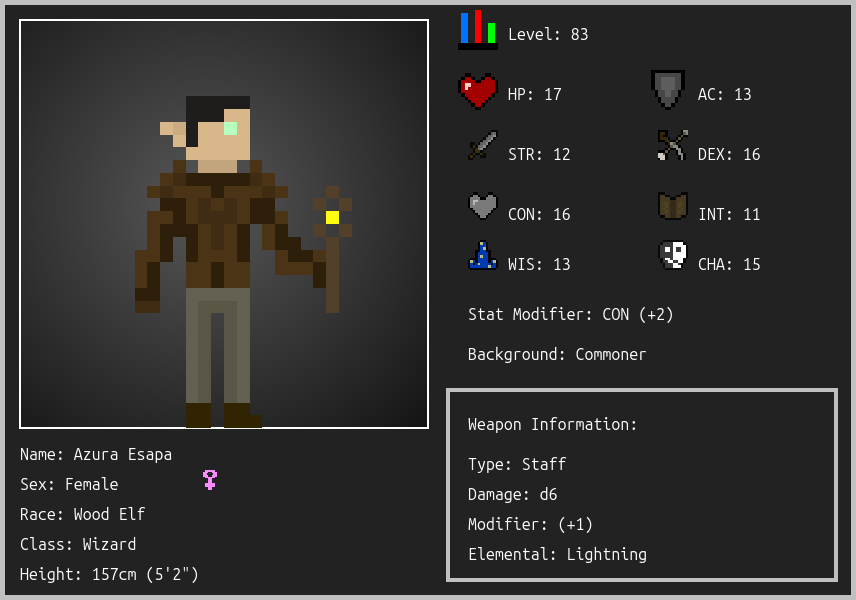 Level: 83
HP: 17
AC: 13
STR: 12
DEX: 16
CON: 16
INT: 11
WIS: 13
CHA: 15
Stat Modifier: CON (+2)
Background: Commoner
Weapon Information:
Type: Staff
Damage: d6
Modifier: (+1)
Elemental: Lightning
Name: Azura Esapa
Sex: Female
Race: Wood Elf
Class: Wizard
Height: 157cm (5'2")